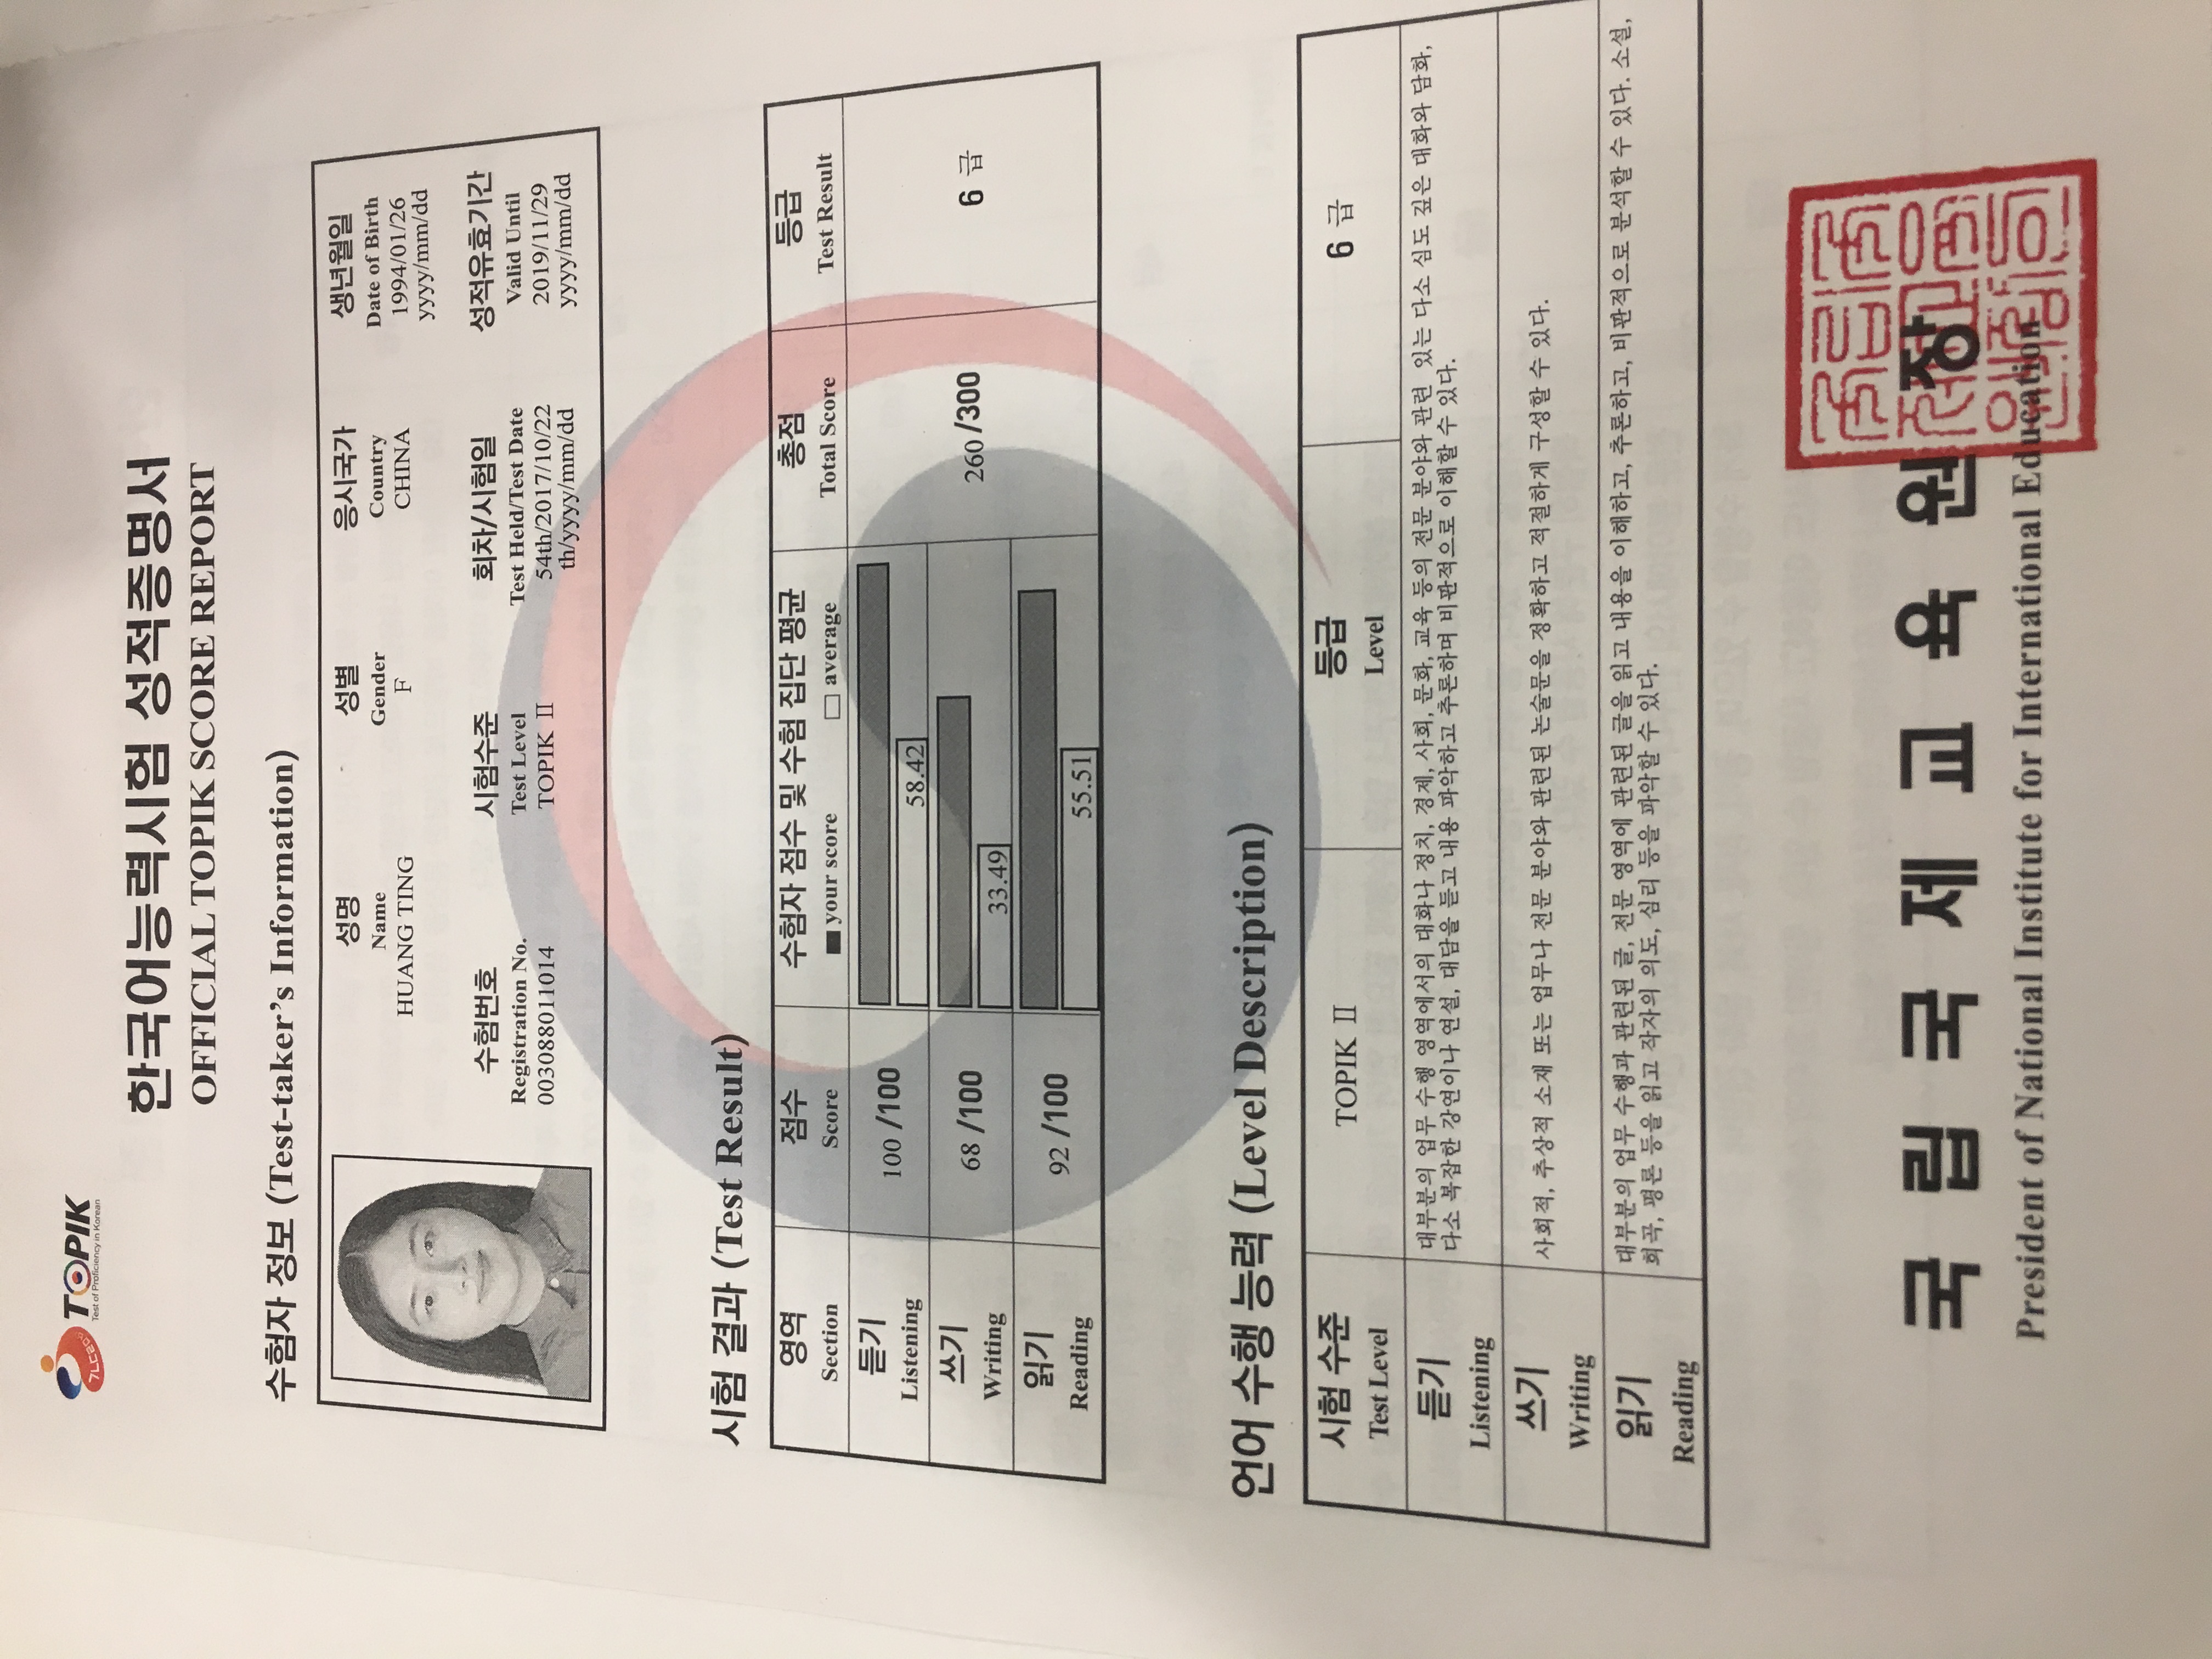 TOPIK
Test of Proficiency in Korean
한국어능력시험 성적증명서
OFFICIAL TOPIK SCORE REPORT
수험자 정보 (Test-taker's Information)
성명 성별 응시국가 생년월일
Name Gender Country Date of Birth
HUANG TING F CHINA 1994/01/26
yyyy/mm/dd
수험번호 시험수준 회차/시험일 성적유효기간
Registration No. Test Level Test Held/Test Date Valid Until
003088011014 TOPIK Ⅱ 54th/2017/10/22 2019/11/29
th/yyyy/mm/dd yyyy/mm/dd
시험 결과 (Test Result)
영역 점수 수험자 점수 및 수험 집단 평균 총점 등급
Section Score ■ your score □ average Total Score Test Result
듣기 100 /100
Listening 58.42
쓰기 68 /100 260 /300 6 급
Writing 33.49
읽기 92 /100
Reading 55.51
언어 수행 능력 (Level Description)
시험 수준 TOPIK Ⅱ 등급 6 급
Test Level Level
듣기 대부분의 업무 수행 영역에서의 대화나 정치, 경제, 사회, 문화, 교육 등의 전문 분야와 관련 있는 다소 심도 깊은 대화와 담화,
Listening 다소 복잡한 강연이나 연설, 대담을 듣고 내용 파악하고 추론하며 비판적으로 이해할 수 있다.
쓰기 사회적, 추상적 소재 또는 업무나 전문 분야와 관련된 논술문을 정확하고 적절하게 구성할 수 있다.
Writing
읽기 대부분의 업무 수행과 관련된 글, 전문 영역에 관련된 글을 읽고 내용을 이해하고, 추론하고, 비판적으로 분석할 수 있다. 소설,
Reading 희곡, 평론 등을 읽고 작자의 의도, 심리 등을 파악할 수 있다.
국립국제교육원장
President of National Institute for International Education